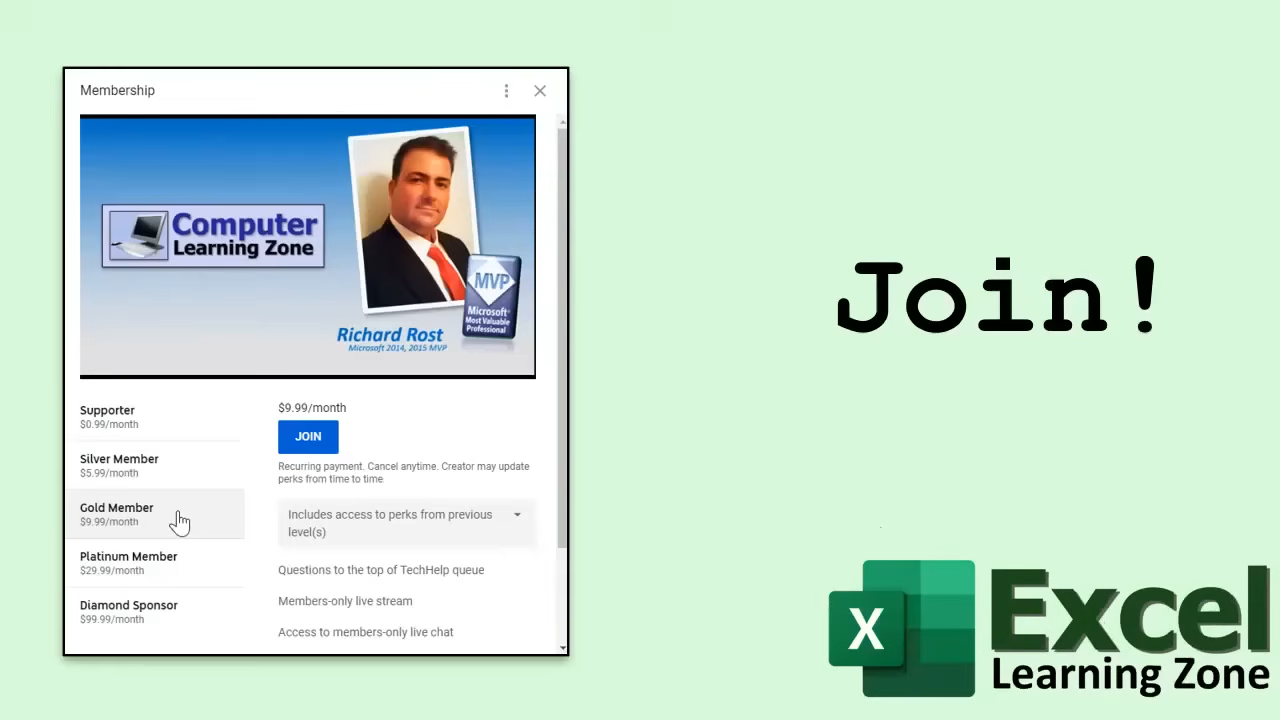 Membership
Computer
Learning Zone
MVP
Microsoft®
Most Valuable
Professional
Richard Rost
Microsoft 2014, 2015 MVP
Supporter
$0.99/month
Silver Member
$5.99/month
Gold Member
$9.99/month
Platinum Member
$29.99/month
Diamond Sponsor
$99.99/month
$9.99/month
JOIN
Recurring payment. Cancel anytime. Creator may update
perks from time to time
Includes access to perks from previous
level(s)
Questions to the top of TechHelp queue
Members-only live stream
Access to members-only live chat
Join!
X
Excel
Learning Zone